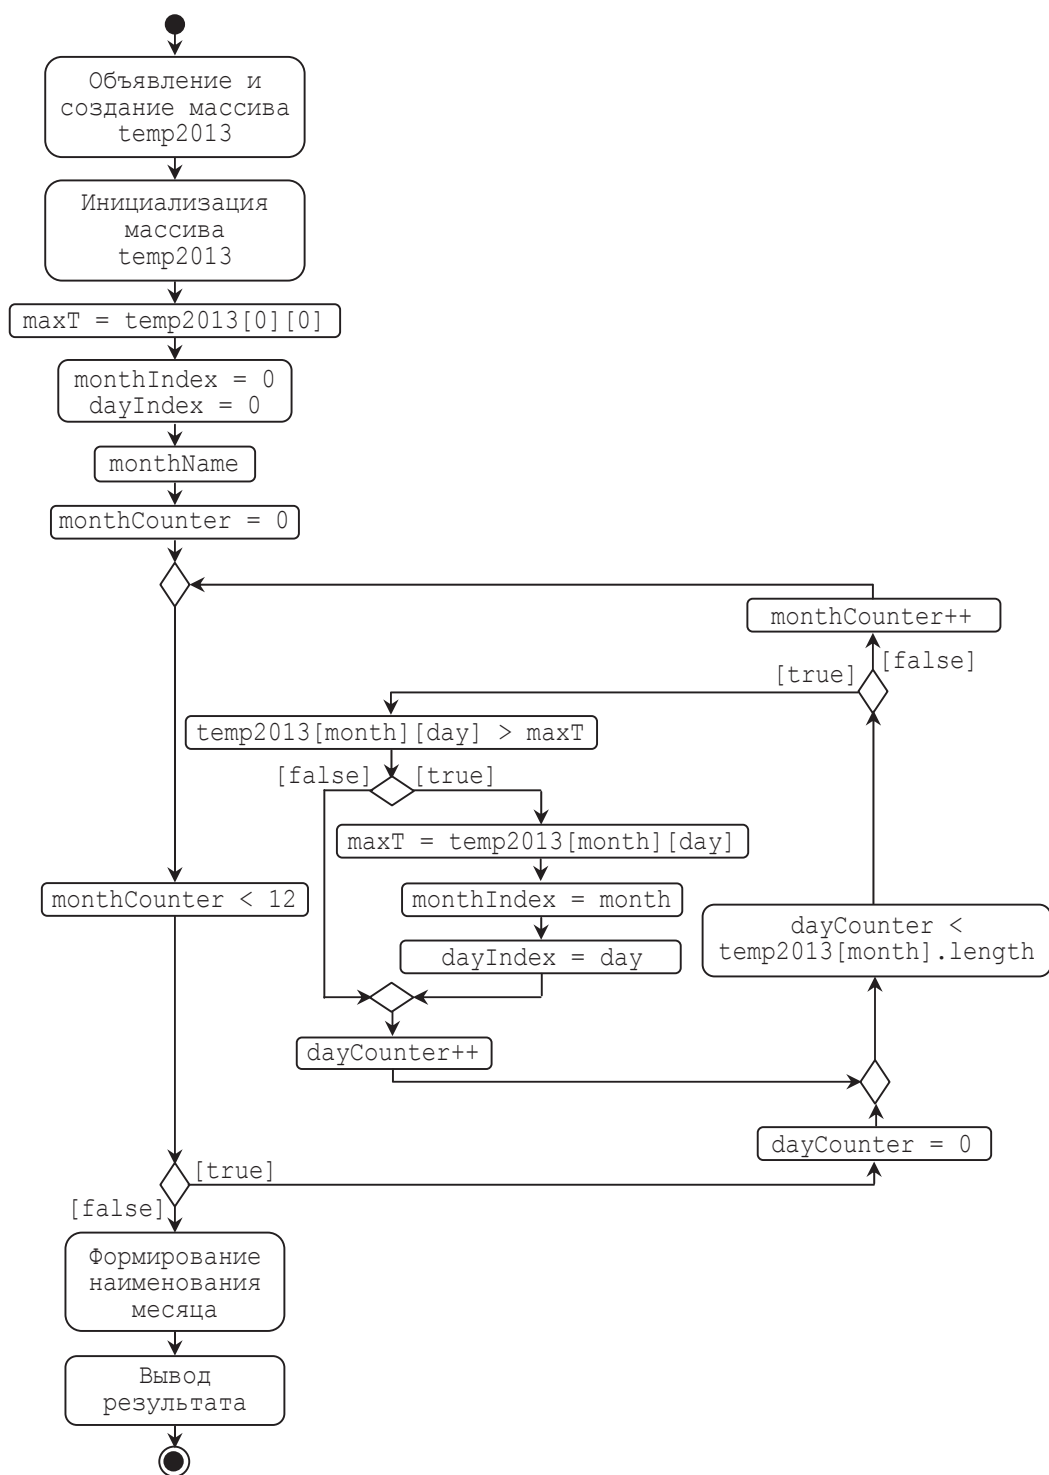 Объявление и
создание массива
temp2013
Инициализация
массива
temp2013
maxT = temp2013[0][0]
monthIndex = 0
dayIndex = 0
monthName
monthCounter = 0
monthCounter++
[true]
[false]
temp2013[month][day] > maxT
[false]
[true]
maxT = temp2013[month][day]
monthCounter < 12
monthIndex = month
dayCounter <
temp2013[month].length
dayIndex = day
dayCounter++
dayCounter = 0
[true]
[false]
Формирование
наименования
месяца
Вывод
результата